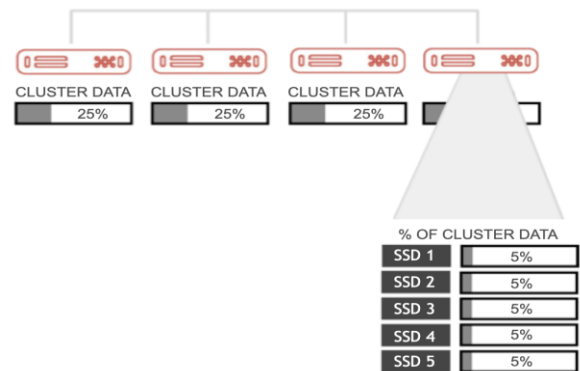 CLUSTER DATA CLUSTER DATA CLUSTER DATA
25% 25% 25%
% OF CLUSTER DATA
SSD 1 5%
SSD 2 5%
SSD 3 5%
SSD 4 5%
SSD 5 5%